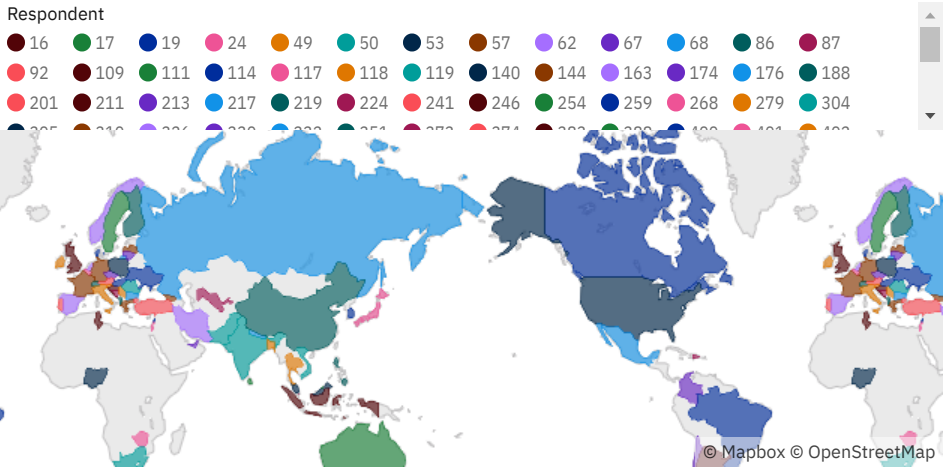 Respondent
16 17 19 24 49 50 53 57 62 67 68 86 87
92 109 111 114 117 118 119 140 144 163 174 176 188
201 211 213 217 219 224 241 246 254 259 268 279 304
© Mapbox © OpenStreetMap